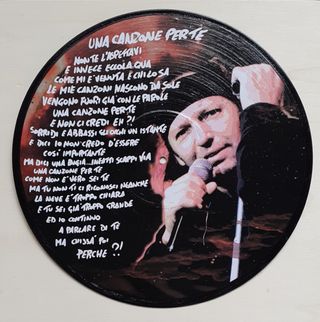 UNA CANZONE PER TE
NON TE L'ASPETTAVI
E INVECE ECCOLA QUA
COME MI È VENUTA E CHI LO SA
LE MIE CANZONI NASCONO DA SOLE
VENGONO FUORI GIÀ CON LE PAROLE
UNA CANZONE PER TE
E NON CI CREDI EH ?!
SORRIDI E ABBASSI GLI OCCHI UN ISTANTE
E DICI IO NON CREDO D'ESSERE
COSÌ IMPORTANTE
MA DICI UNA BUGIA...INFATTI SCAPPI VIA
UNA CANZONE PER TE
COME NON È VERO SEI TE
MA TU NON TI CI RICONOSCI NEANCHE
LA NEVE È TROPPO CHIARA
E TU SEI GIÀ TROPPO GRANDE
ED IO CONTINUO
A PARLARE DI TE
MA CHISSÀ POI
PERCHÈ ?!